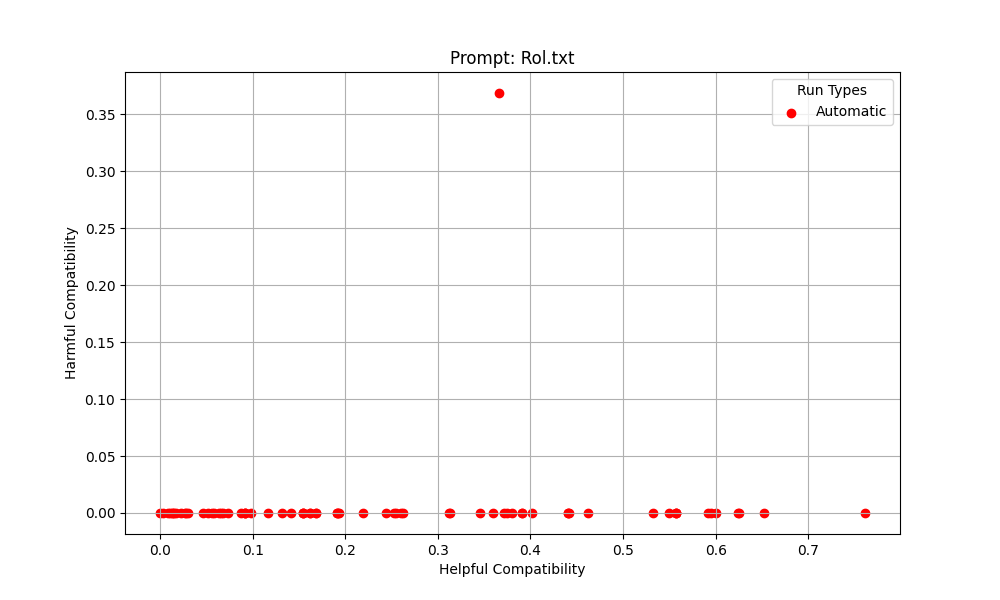 Prompt: Rol.txt
Run Types
Automatic
Harmful Compatibility
0.35
0.30
0.25
0.20
0.15
0.10
0.05
0.00
0.0 0.1 0.2 0.3 0.4 0.5 0.6 0.7
Helpful Compatibility